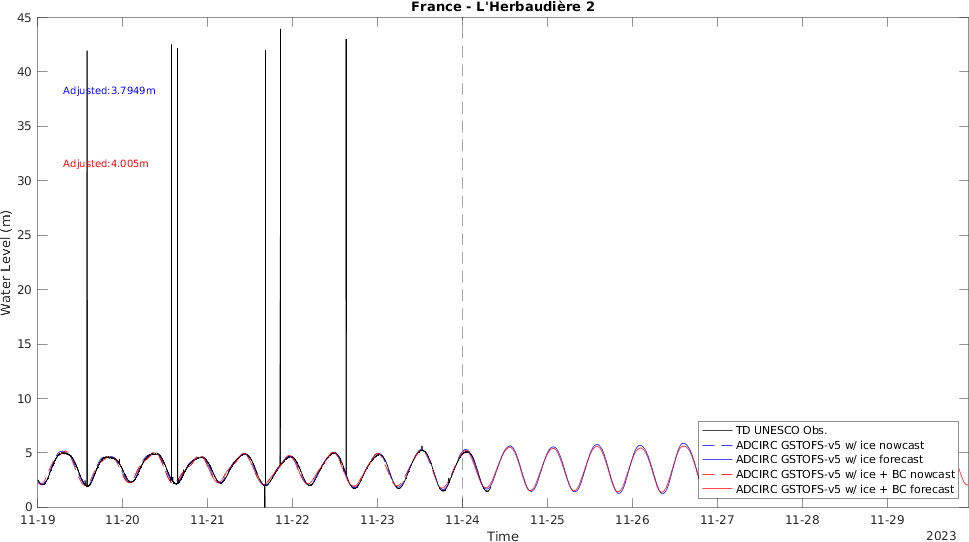 France - L'Herbaudière 2
45
40
35
30
25
20
15
10
5
0
Water Level (m)
Adjusted:3.7949m
Adjusted:4.005m
TD UNESCO Obs.
ADCIRC GSTOFS-v5 w/ ice nowcast
ADCIRC GSTOFS-v5 w/ ice forecast
ADCIRC GSTOFS-v5 w/ ice + BC nowcast
ADCIRC GSTOFS-v5 w/ ice + BC forecast
11-19 11-20 11-21 11-22 11-23 11-24 11-25 11-26 11-27 11-28 11-29
Time
2023